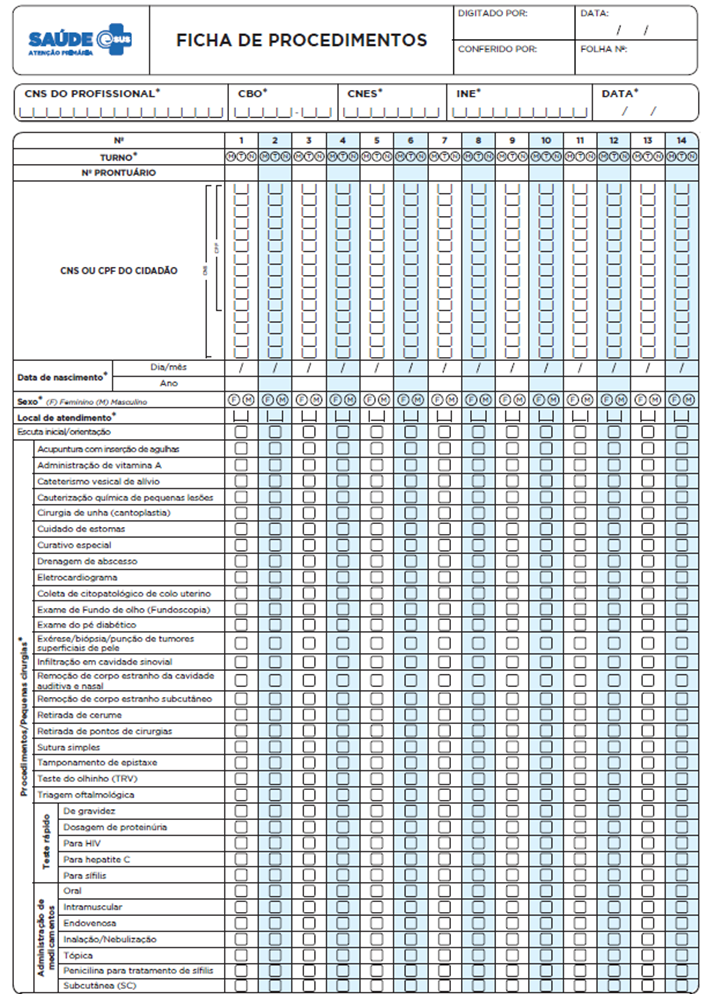 SAÚDE e-SUS
ATENÇÃO PRIMÁRIA
FICHA DE PROCEDIMENTOS
DIGITADO POR:
DATA:
/ /
CONFERIDO POR:
FOLHA Nº:
CNS DO PROFISSIONAL*
CBO*
CNES*
INE*
DATA*
/ /
Nº 1 2 3 4 5 6 7 8 9 10 11 12 13 14
TURNO* M T N M T N M T N M T N M T N M T N M T N M T N M T N M T N M T N M T N M T N M T N
Nº PRONTUÁRIO
CNS OU CPF DO CIDADÃO
CNS
CPF
Data de nascimento*
Dia/mês / / / / / / / / / / / / / /
Ano
Sexo* (F) Feminino (M) Masculino F M F M F M F M F M F M F M F M F M F M F M F M F M F M
Local de atendimento*
Escuta inicial/orientação
Procedimentos/Pequenas cirurgias*
Acupuntura com inserção de agulhas
Administração de vitamina A
Cateterismo vesical de alívio
Cauterização química de pequenas lesões
Cirurgia de unha (cantoplastia)
Cuidado de estomas
Curativo especial
Drenagem de abscesso
Eletrocardiograma
Coleta de citopatológico de colo uterino
Exame de Fundo de olho (Fundoscopia)
Exame do pé diabético
Exérese/biópsia/punção de tumores
superficiais de pele
Infiltração em cavidade sinovial
Remoção de corpo estranho da cavidade
auditiva e nasal
Remoção de corpo estranho subcutâneo
Retirada de cerume
Retirada de pontos de cirurgias
Sutura simples
Tamponamento de epistaxe
Teste do olhinho (TRV)
Triagem oftalmológica
Teste rápido
De gravidez
Dosagem de proteinúria
Para HIV
Para hepatite C
Para sífilis
Administração de
medicamentos
Oral
Intramuscular
Endovenosa
Inalação/Nebulização
Tópica
Penicilina para tratamento de sífilis
Subcutânea (SC)